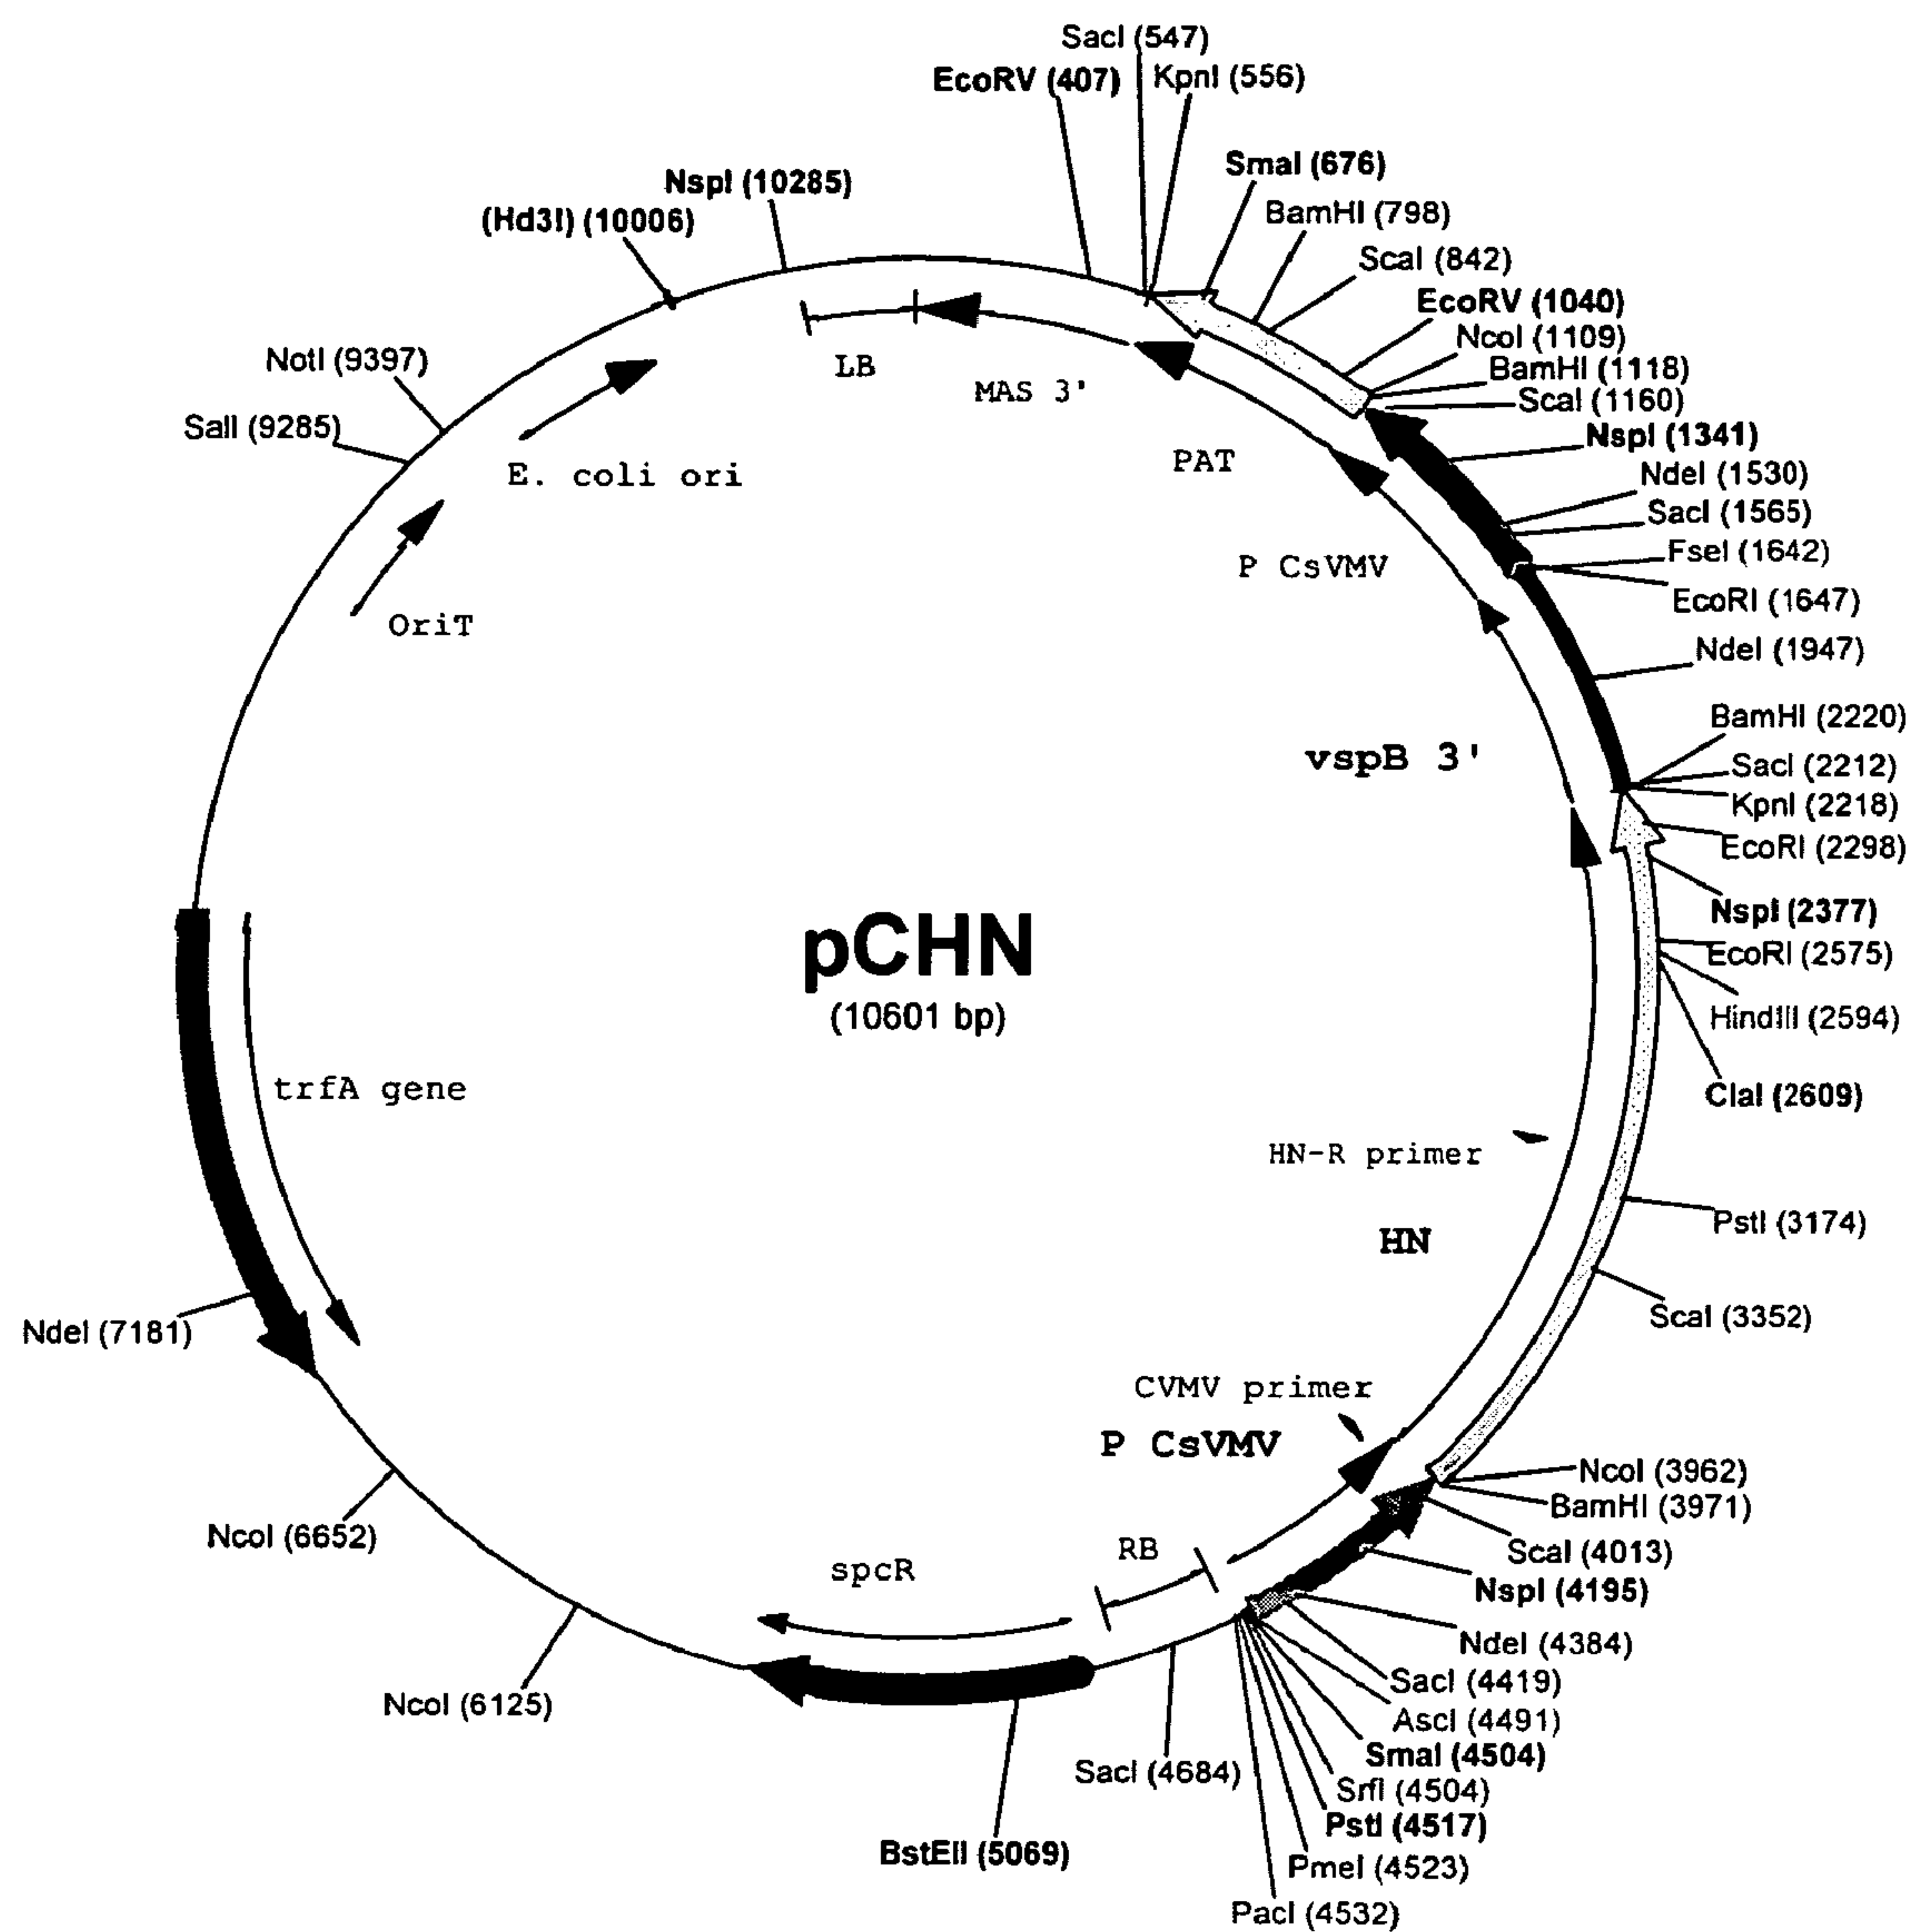 SacI (547)
EcoRV (407)
KpnI (556)
SmaI (676)
NspI (10285)
(Hd3I) (10006)
BamHI (798)
ScaI (842)
EcoRV (1040)
NcoI (1109)
BamHI (1118)
ScaI (1160)
NspI (1341)
NdeI (1530)
SacI (1565)
FseI (1642)
EcoRI (1647)
NdeI (1947)
BamHI (2220)
SacI (2212)
KpnI (2218)
EcoRI (2298)
NspI (2377)
EcoRI (2575)
HindIII (2594)
ClaI (2609)
PstI (3174)
ScaI (3352)
NcoI (3962)
BamHI (3971)
ScaI (4013)
NspI (4195)
NdeI (4384)
SacI (4419)
AscI (4491)
SmaI (4504)
SrfI (4504)
PstI (4517)
PmeI (4523)
PacI (4532)
SacI (4684)
BstEII (5069)
NcoI (6125)
NcoI (6652)
NdeI (7181)
SalI (9285)
NotI (9397)
LB
MAS 3'
PAT
P CsVMV
vspB 3'
HN-R primer
HN
CVMV primer
P CsVMV
RB
spcR
trfA gene
OriT
E. coli ori
pCHN
(10601 bp)